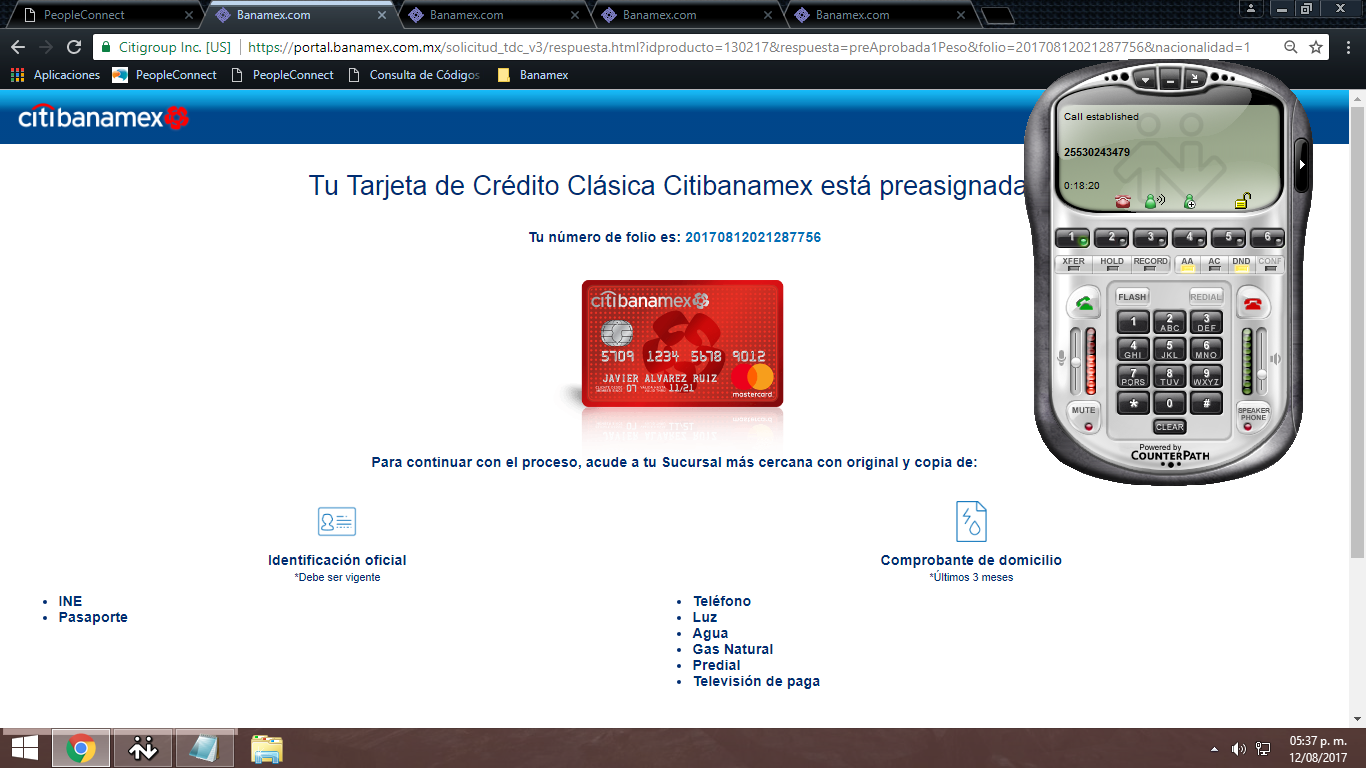 PeopleConnect
Banamex.com
Banamex.com
Banamex.com
Banamex.com
Citigroup Inc. [US]
https://portal.banamex.com.mx/solicitud_tdc_v3/respuesta.html?idproducto=130217&respuesta=preAprobada1Peso&folio=20170812021287756&nacionalidad=1
Aplicaciones
PeopleConnect
PeopleConnect
Consulta de Códigos
Banamex
citibanamex
Tu Tarjeta de Crédito Clásica Citibanamex está preasignada
Tu número de folio es: 20170812021287756
citibanamex
5709 1234 5678 9012
JAVIER ALVAREZ RUIZ
07 11/21
mastercard
Para continuar con el proceso, acude a tu Sucursal más cercana con original y copia de:
Identificación oficial
*Debe ser vigente
• INE
• Pasaporte
Comprobante de domicilio
*Últimos 3 meses
• Teléfono
• Luz
• Agua
• Gas Natural
• Predial
• Televisión de paga
Call established
25530243479
0:18:20
1 2 3 4 5 6
XFER HOLD RECORD AA AC DND CONF
FLASH REDIAL
1 2 ABC 3 DEF
4 GHI 5 JKL 6 MNO
7 PQRS 8 TUV 9 WXYZ
* 0 #
MUTE
SPEAKER PHONE
CLEAR
Powered by
COUNTERPATH
05:37 p. m.
12/08/2017